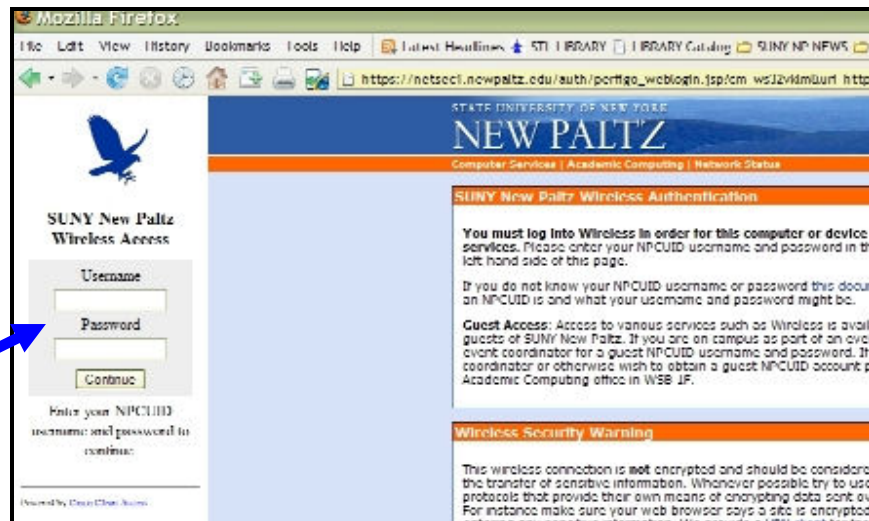 Mozilla Firefox
File Edit View History Bookmarks Tools Help Latest Headlines STL LIBRARY LIBRARY Catalog SUNY NP NEWS
STATE UNIVERSITY OF NEW YORK
NEW PALTZ
Computer Services | Academic Computing | Network Status
SUNY New Paltz
Wireless Access
Username
Password
Continue
Enter your NPCUID
username and password to
continue
Powered by Cisco Clean Access
SUNY New Paltz Wireless Authentication
You must log into Wireless in order for this computer or device
services. Please enter your NPCUID username and password in th
left hand side of this page.
If you do not know your NPCUID username or password this docu
an NPCUID is and what your username and password might be.
Guest Access: Access to various services such as Wireless is avail
guests of SUNY New Paltz. If you are on campus as part of an eve
event coordinator for a guest NPCUID username and password. If
coordinator or otherwise wish to obtain a guest NPCUID account p
Academic Computing office in WSB 1F.
Wireless Security Warning
This wireless connection is not encrypted and should be considere
the transfer of sensitive information. Whenever possible try to use
protocols that provide their own means of encrypting data sent ov
For instance make sure your web browser says a site is encrypted